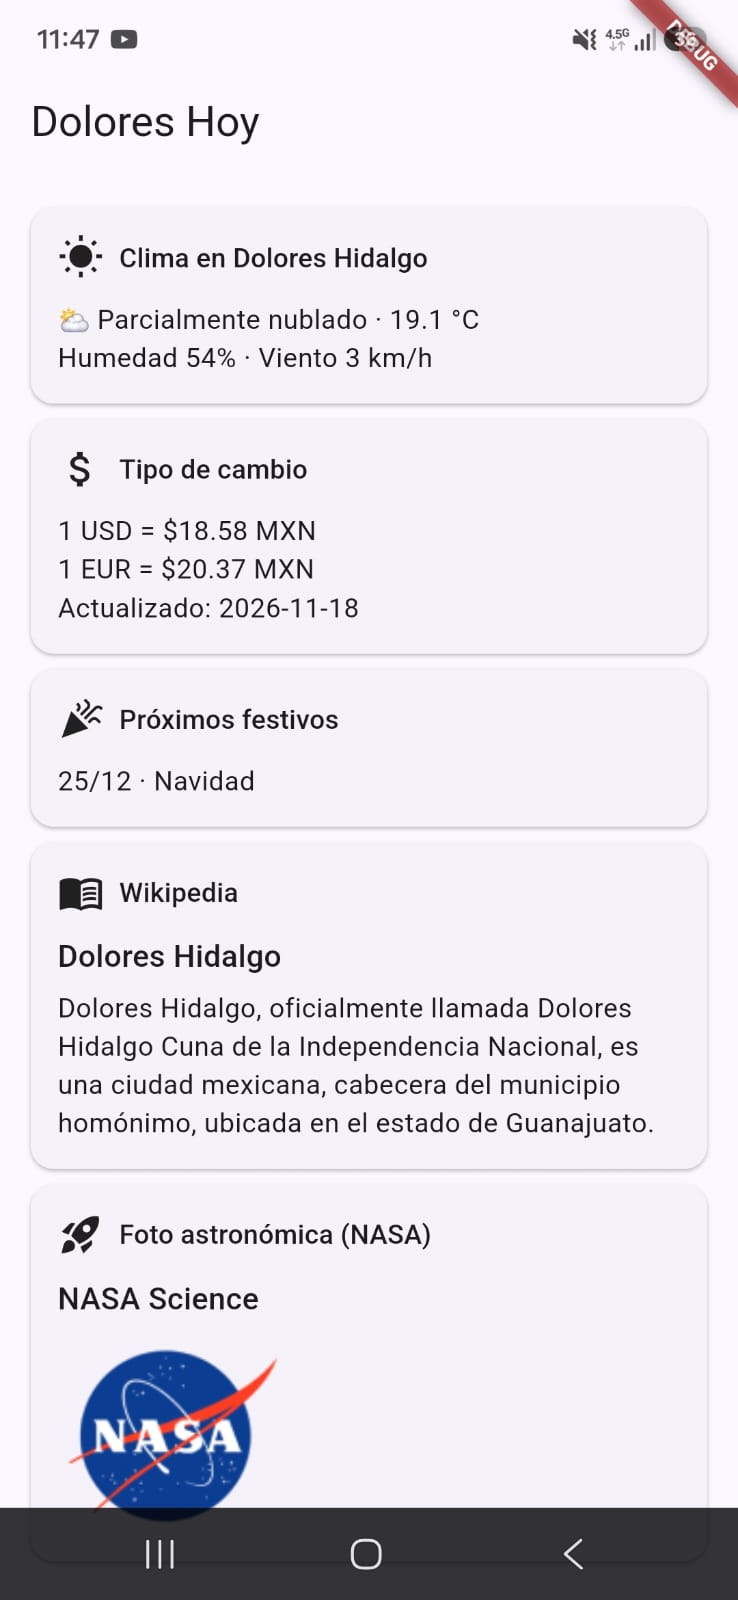 11:47
4.5G
DEBUG
Dolores Hoy
Clima en Dolores Hidalgo
Parcialmente nublado · 19.1 °C
Humedad 54% · Viento 3 km/h
$ Tipo de cambio
1 USD = $18.58 MXN
1 EUR = $20.37 MXN
Actualizado: 2026-11-18
Próximos festivos
25/12 · Navidad
Wikipedia
Dolores Hidalgo
Dolores Hidalgo, oficialmente llamada Dolores
Hidalgo Cuna de la Independencia Nacional, es
una ciudad mexicana, cabecera del municipio
homónimo, ubicada en el estado de Guanajuato.
Foto astronómica (NASA)
NASA Science
NASA